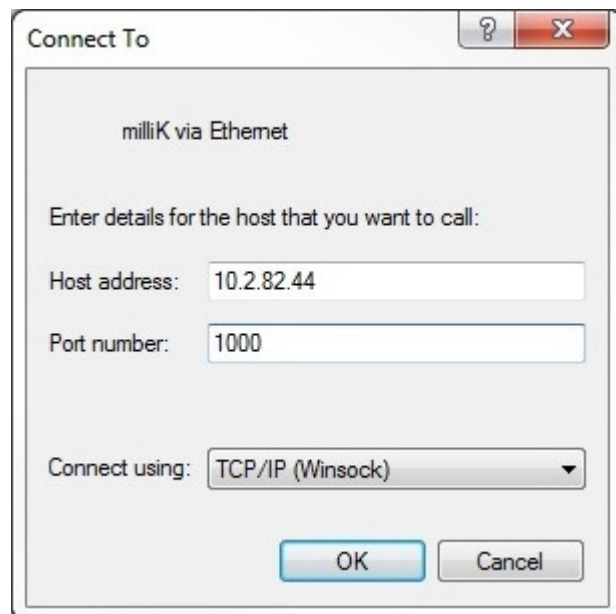 Connect To
milliK via Ethernet
Enter details for the host that you want to call:
Host address: 10.2.82.44
Port number: 1000
Connect using: TCP/IP (Winsock)
OK Cancel